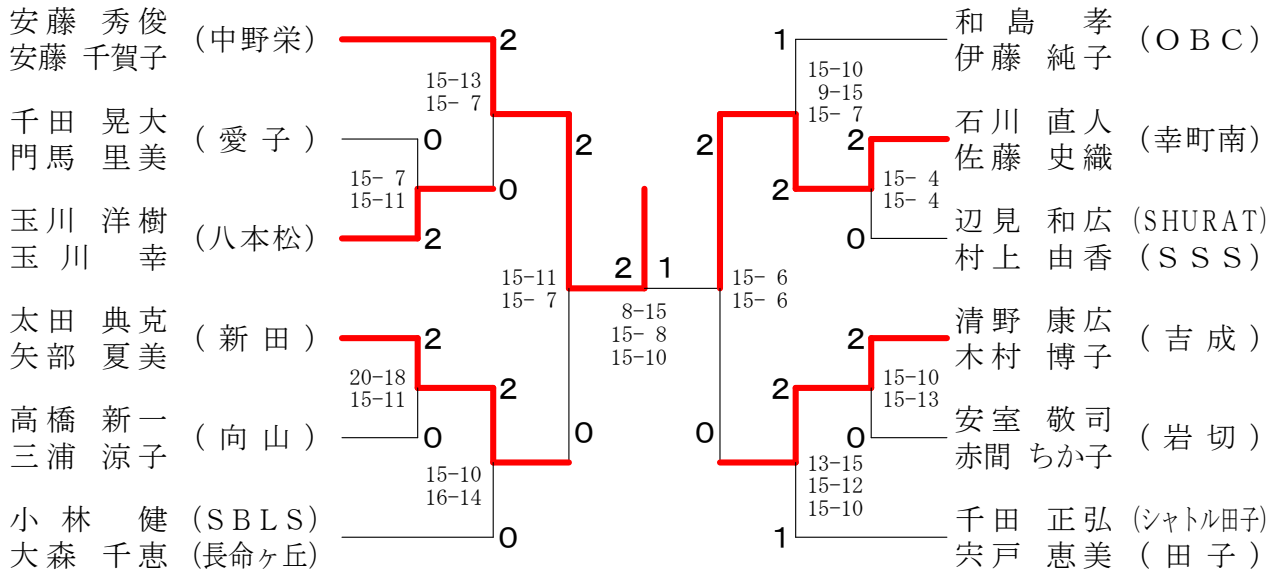 安藤 秀俊
安藤 千賀子
(中野栄)
2
15-13
15- 7
千田 晃大
門馬 里美
(愛子)
0
15- 7
15-11
0
玉川 洋樹
玉川 幸
(八本松)
2
2
15-11
15- 7
太田 典克
矢部 夏美
(新田)
2
20-18
15-11
2
高橋 新一
三浦 涼子
(向山)
0
0
15-10
16-14
小林 健 (SBLS)
大森 千恵 (長命ヶ丘)
0
2
1
8-15
15- 8
15-10
1
和島 孝
伊藤 純子
(OBC)
15-10
9-15
15- 7
2
2
石川 直人
佐藤 史織
(幸町南)
2
15- 4
15- 4
0
辺見 和広 (SHURAT)
村上 由香 (SSS)
15- 6
15- 6
2
清野 康広
木村 博子
(吉成)
15-10
15-13
2
0
0
安室 敬司
赤間 ちか子
(岩切)
13-15
15-12
15-10
1
千田 正弘 (シャトル田子)
宍戸 恵美 (田子)